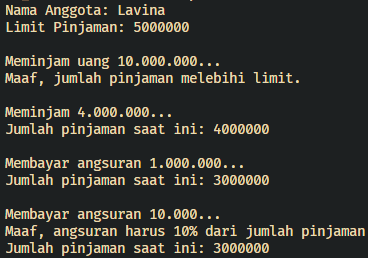 Nama Anggota: Lavina
Limit Pinjaman: 5000000
Meminjam uang 10.000.000...
Maaf, jumlah pinjaman melebihi limit.
Meminjam 4.000.000...
Jumlah pinjaman saat ini: 4000000
Membayar angsuran 1.000.000...
Jumlah pinjaman saat ini: 3000000
Membayar angsuran 10.000...
Maaf, angsuran harus 10% dari jumlah pinjaman
Jumlah pinjaman saat ini: 3000000